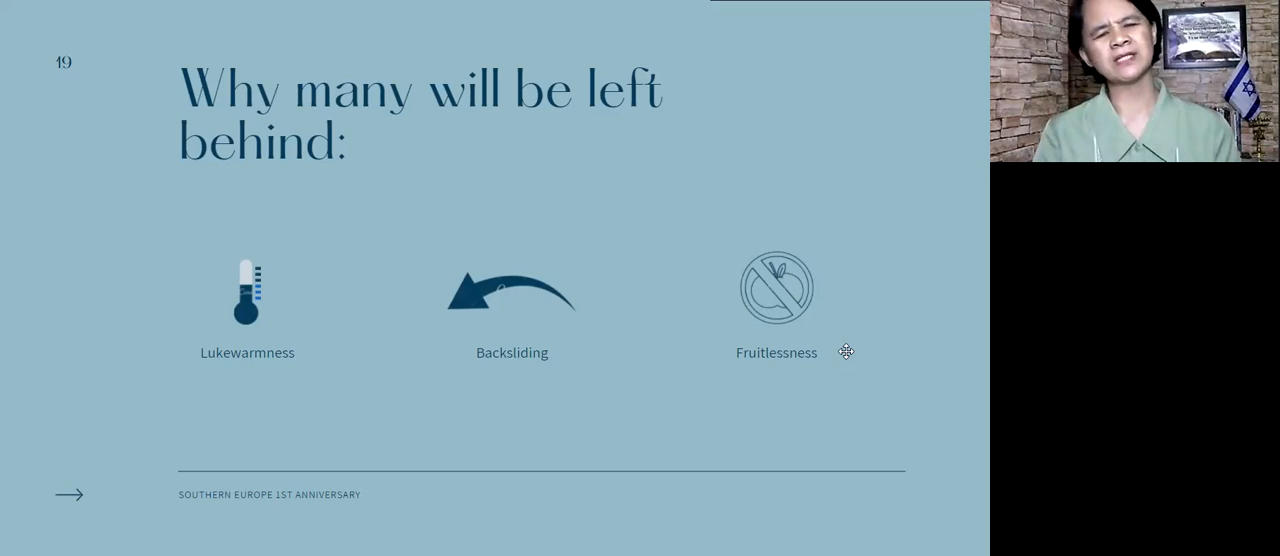 19
Why many will be left
behind:
Lukewarmness
Backsliding
Fruitlessness
SOUTHERN EUROPE 1ST ANNIVERSARY